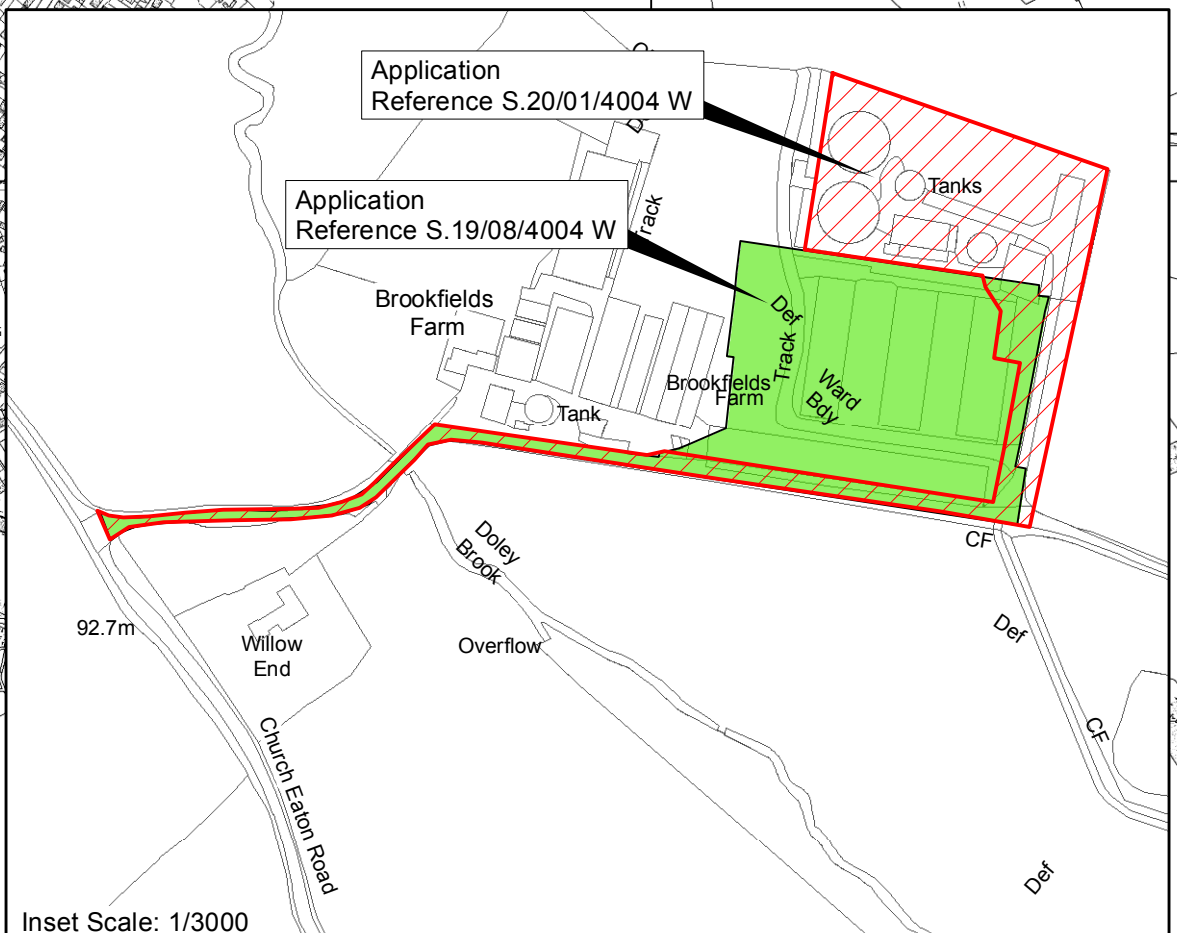 Application
Reference S.20/01/4004 W
Tanks
Application
Reference S.19/08/4004 W
Track
Brookfields
Farm
Def
Track
Brookfields
Farm
Ward
Bdy
Tank
Doley
Brook
CF
92.7m
Willow
End
Overflow
Def
CF
Church Eaton Road
Def
Inset Scale: 1/3000